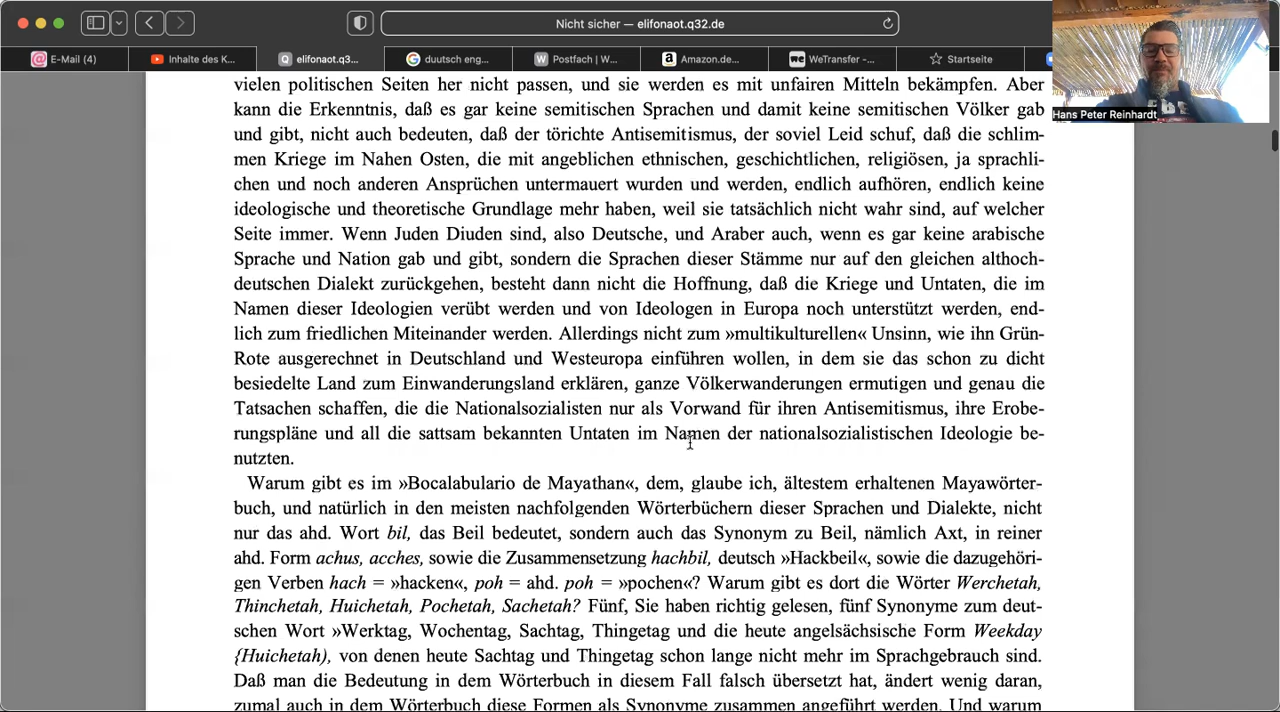 Nicht sicher — elifonaot.q32.de
E-Mail (4)
Inhalte des K...
elifonaot.q3...
duutsch eng...
Postfach | W...
Amazon.de...
WeTransfer -...
Startseite
Hans Peter Reinhardt
vielen politischen Seiten her nicht passen, und sie werden es mit unfairen Mitteln bekämpfen. Aber
kann die Erkenntnis, daß es gar keine semitischen Sprachen und damit keine semitischen Völker gab
und gibt, nicht auch bedeuten, daß der törichte Antisemitismus, der soviel Leid schuf, daß die schlim-
men Kriege im Nahen Osten, die mit angeblichen ethnischen, geschichtlichen, religiösen, ja sprachli-
chen und noch anderen Ansprüchen untermauert wurden und werden, endlich aufhören, endlich keine
ideologische und theoretische Grundlage mehr haben, weil sie tatsächlich nicht wahr sind, auf welcher
Seite immer. Wenn Juden Diuden sind, also Deutsche, und Araber auch, wenn es gar keine arabische
Sprache und Nation gab und gibt, sondern die Sprachen dieser Stämme nur auf den gleichen althoch-
deutschen Dialekt zurückgehen, besteht dann nicht die Hoffnung, daß die Kriege und Untaten, die im
Namen dieser Ideologien verübt werden und von Ideologen in Europa noch unterstützt werden, end-
lich zum friedlichen Miteinander werden. Allerdings nicht zum »multikulturellen« Unsinn, wie ihn Grün-
Rote ausgerechnet in Deutschland und Westeuropa einführen wollen, in dem sie das schon zu dicht
besiedelte Land zum Einwanderungsland erklären, ganze Völkerwanderungen ermutigen und genau die
Tatsachen schaffen, die die Nationalsozialisten nur als Vorwand für ihren Antisemitismus, ihre Erobe-
rungspläne und all die sattsam bekannten Untaten im Namen der nationalsozialistischen Ideologie be-
nutzten.
Warum gibt es im »Bocalabulario de Mayathan«, dem, glaube ich, ältestem erhaltenen Mayawörter-
buch, und natürlich in den meisten nachfolgenden Wörterbüchern dieser Sprachen und Dialekte, nicht
nur das ahd. Wort bil, das Beil bedeutet, sondern auch das Synonym zu Beil, nämlich Axt, in reiner
ahd. Form achus, acches, sowie die Zusammensetzung hachbil, deutsch »Hackbeil«, sowie die dazugehöri-
gen Verben hach = »hacken«, poh = ahd. poh = »pochen«? Warum gibt es dort die Wörter Werchetah,
Thinchetah, Huichetah, Pochetah, Sachetah? Fünf, Sie haben richtig gelesen, fünf Synonyme zum deut-
schen Wort »Werktag, Wochentag, Sachtag, Thingetag und die heute angelsächsische Form Weekday
{Huichetah), von denen heute Sachtag und Thingetag schon lange nicht mehr im Sprachgebrauch sind.
Daß man die Bedeutung in dem Wörterbuch in diesem Fall falsch übersetzt hat, ändert wenig daran,
zumal auch in dem Wörterbuch diese Formen als Synonyme zusammen angeführt werden. Und warum